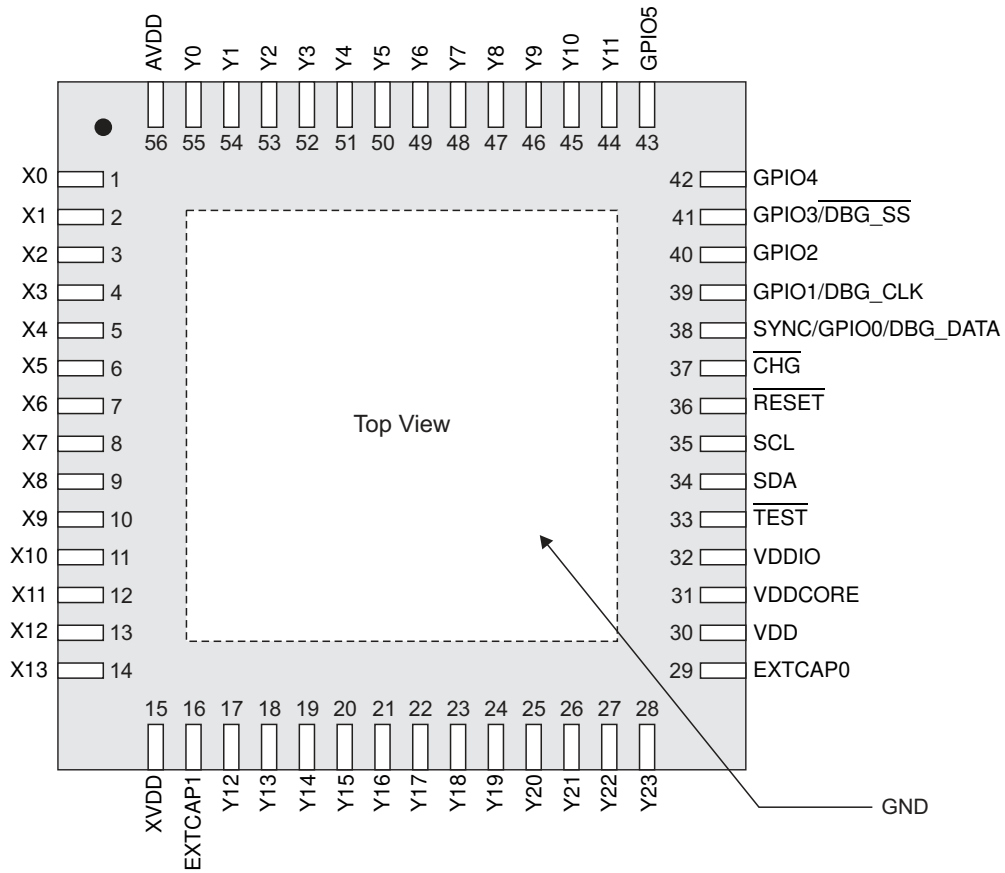 AVDD Y0 Y1 Y2 Y3 Y4 Y5 Y6 Y7 Y8 Y9 Y10 Y11 GPIO5
56 55 54 53 52 51 50 49 48 47 46 45 44 43
X0 1 42 GPIO4
X1 2 41 GPIO3/DBG_SS
X2 3 40 GPIO2
X3 4 39 GPIO1/DBG_CLK
X4 5 38 SYNC/GPIO0/DBG_DATA
X5 6 37 CHG
X6 7 36 RESET
Top View
X7 8 35 SCL
X8 9 34 SDA
X9 10 33 TEST
X10 11 32 VDDIO
X11 12 31 VDDCORE
X12 13 30 VDD
X13 14 29 EXTCAP0
15 16 17 18 19 20 21 22 23 24 25 26 27 28
XVDD EXTCAP1 Y12 Y13 Y14 Y15 Y16 Y17 Y18 Y19 Y20 Y21 Y22 Y23
GND